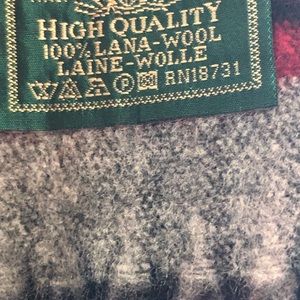 HIGH QUALITY
100% LANA-WOOL
LAINE-WOLLE
P RN18731